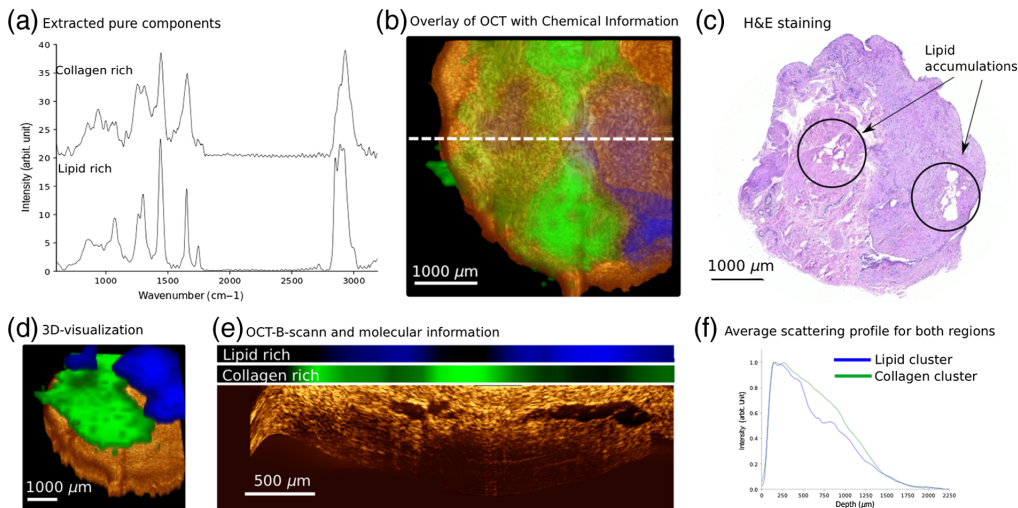 (a) Extracted pure components
40
35
Collagen rich
30
25
20
Lipid rich
15
10
5
0
Intensity (arbit. unit)
1000 1500 2000 2500 3000
Wavenumber (cm−1)
(b) Overlay of OCT with Chemical Information
1000 μm
(c) H&E staining
Lipid
accumulations
1000 μm
(d) 3D-visualization
1000 μm
(e) OCT-B-scann and molecular information
Lipid rich
Collagen rich
500 μm
(f) Average scattering profile for both regions
Lipid cluster
Collagen cluster
1.0
0.8
0.6
0.4
0.2
0.0
Intensity (arbit. Unit)
0 250 500 750 1000 1250 1500 1750 2000 2250
Depth (μm)